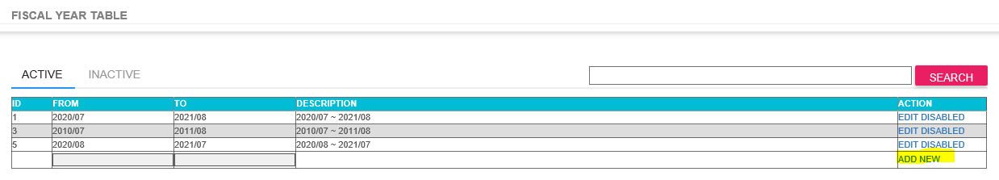 FISCAL YEAR TABLE
ACTIVE INACTIVE SEARCH
ID FROM TO DESCRIPTION ACTION
1 2020/07 2021/08 2020/07 ~ 2021/08 EDIT DISABLED
3 2010/07 2011/08 2010/07 ~ 2011/08 EDIT DISABLED
5 2020/08 2021/07 2020/08 ~ 2021/07 EDIT DISABLED
ADD NEW